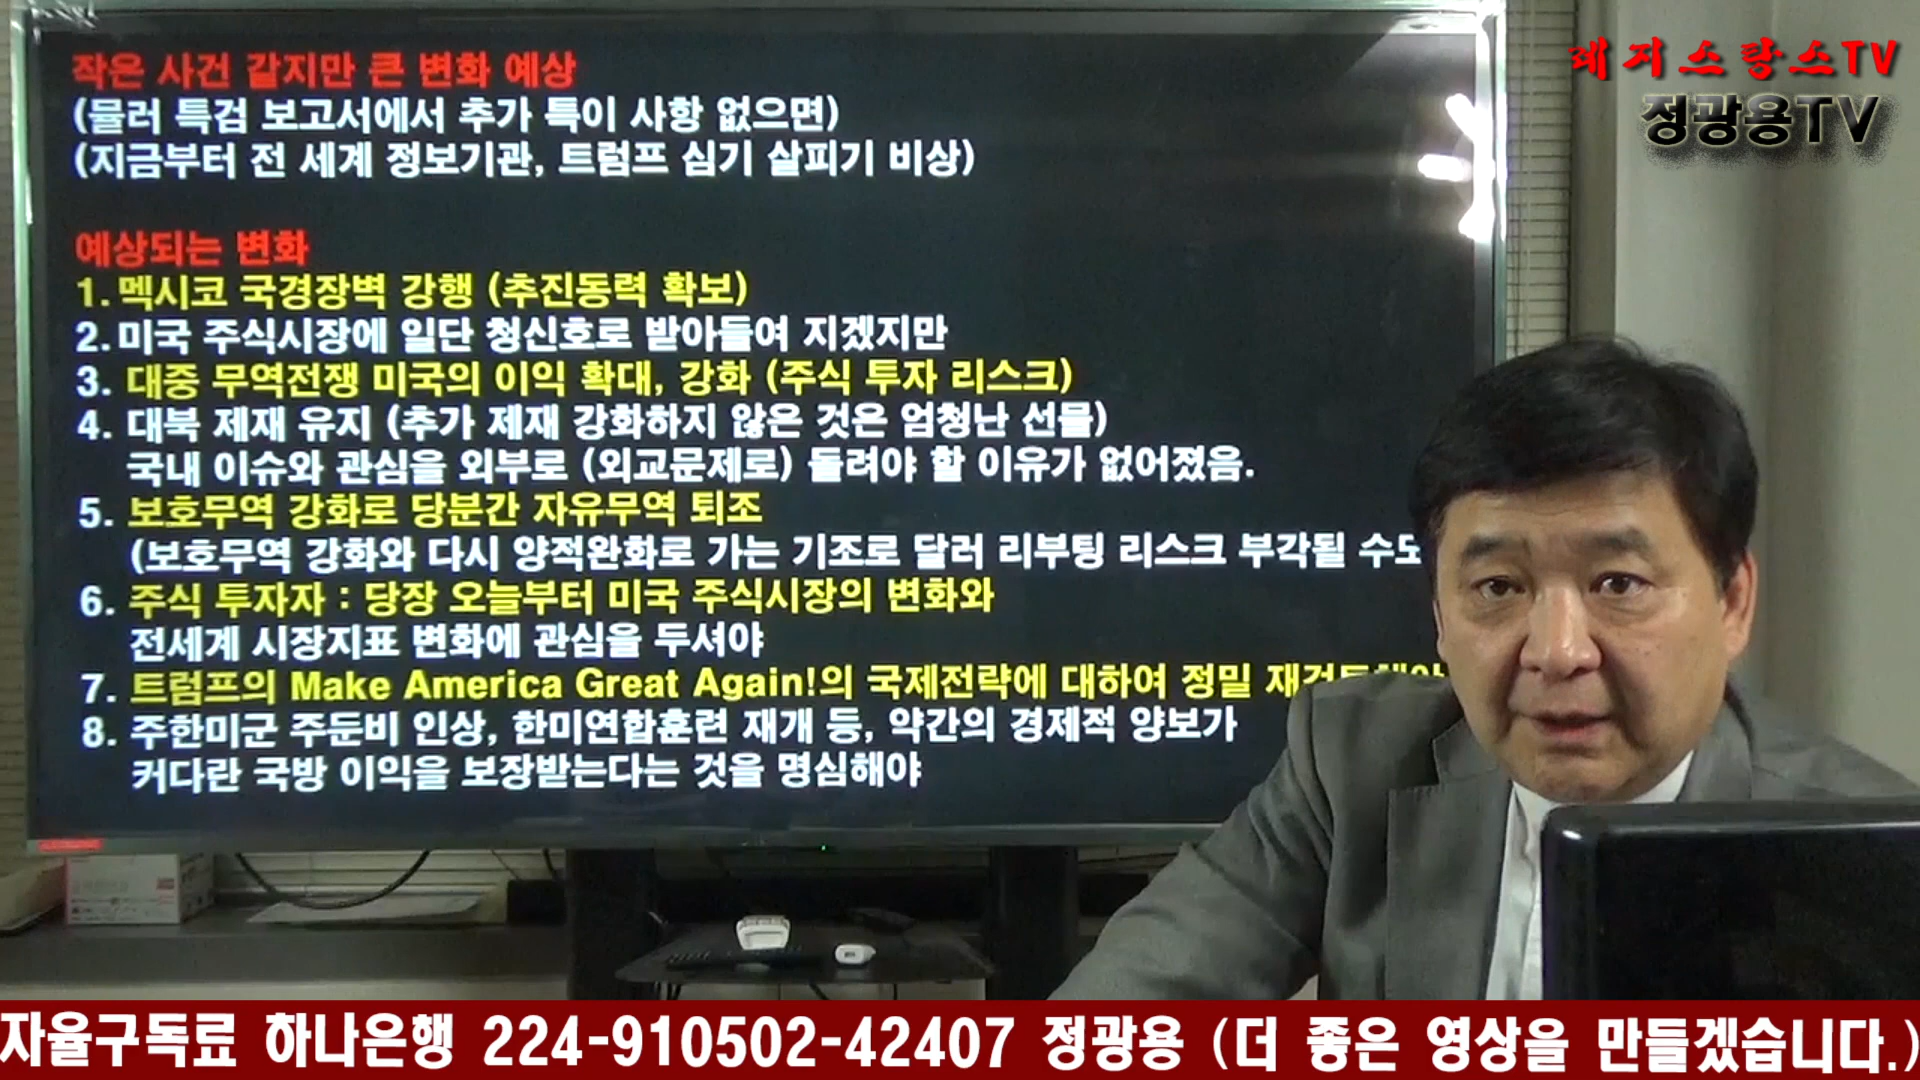 작은 사건 같지만 큰 변화 예상
(뮬러 특검 보고서에서 추가 특이 사항 없으면)
(지금부터 전 세계 정보기관, 트럼프 심기 살피기 비상)
예상되는 변화
1. 멕시코 국경장벽 강행 (추진동력 확보)
2. 미국 주식시장에 일단 청신호로 받아들여 지겠지만
3. 대중 무역전쟁 미국의 이익 확대, 강화 (주식 투자 리스크)
4. 대북 제재 유지 (추가 제재 강화하지 않은 것은 엄청난 선물)
국내 이슈와 관심을 외부로 (외교문제로) 돌려야 할 이유가 없어졌음.
5. 보호무역 강화로 당분간 자유무역 퇴조
(보호무역 강화와 다시 양적완화로 가는 기조로 달러 리부팅 리스크 부각될 수도
6. 주식 투자자 : 당장 오늘부터 미국 주식시장의 변화와
전세계 시장지표 변화에 관심을 두셔야
7. 트럼프의 Make America Great Again!의 국제전략에 대하여 정밀
8. 주한미군 주둔비 인상, 한미연합훈련 재개 등, 약간의 경제적 양보가
커다란 국방 이익을 보장받는다는 것을 명심해야
레지스탕스TV
정광용TV
자율구독료 하나은행 224-910502-42407 정광용 (더 좋은 영상을 만들겠습니다.)